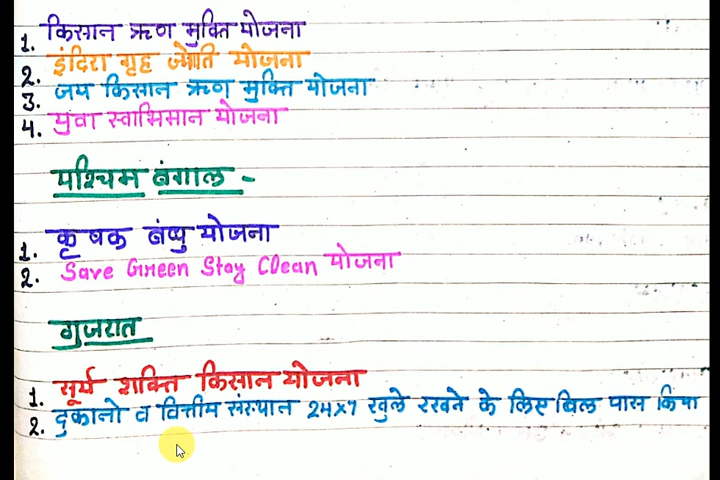 1. किसान ऋण मुक्ति योजना
2. इंदिरा गृह ज्योति योजना
3. जय किसान ऋण मुक्ति योजना
4. युवा स्वाभिमान योजना
पश्चिम बंगाल -
1. कृषक बंधु योजना
2. Save Green Stay Clean योजना
गुजरात
1. सूर्य शक्ति किसान योजना
2. दुकानो व वित्तीय संस्थान 24x7 खुले रखने के लिए बिल पास किया